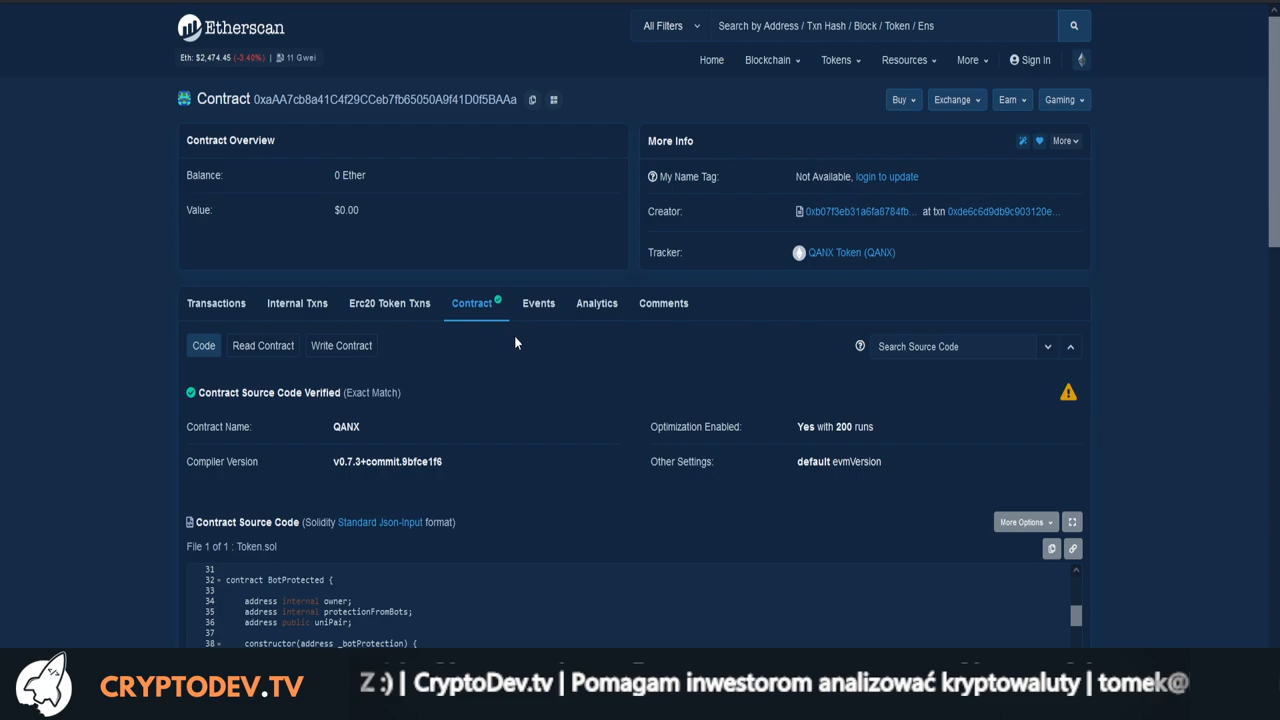 Etherscan
All Filters Search by Address / Txn Hash / Block / Token / Ens
Eth: $2,474.45 (-3.40%) | 11 Gwei
Home Blockchain Tokens Resources More Sign In
Contract 0xaAA7cb8a41C4f29CCeb7fb65050A9f41D0f5BAAa
Buy Exchange Earn Gaming
Contract Overview
Balance: 0 Ether
Value: $0.00
More Info
More
My Name Tag: Not Available, login to update
Creator: 0xb07f3eb31a6fa8784fb... at txn 0xde6c6d9db9c903120e...
Tracker: QANX Token (QANX)
Transactions Internal Txns Erc20 Token Txns Contract Events Analytics Comments
Code Read Contract Write Contract
Search Source Code
Contract Source Code Verified (Exact Match)
Contract Name: QANX
Optimization Enabled: Yes with 200 runs
Compiler Version v0.7.3+commit.9bfce1f6
Other Settings: default evmVersion
Contract Source Code (Solidity Standard Json-Input format)
More Options
File 1 of 1 : Token.sol
31
32 contract BotProtected {
33
34 address internal owner;
35 address internal protectionFromBots;
36 address public uniPair;
37
38 constructor(address _botProtection) {
CRYPTODEV.TV
Z :) | CryptoDev.tv | Pomagam inwestorom analizować kryptowaluty | tomek@